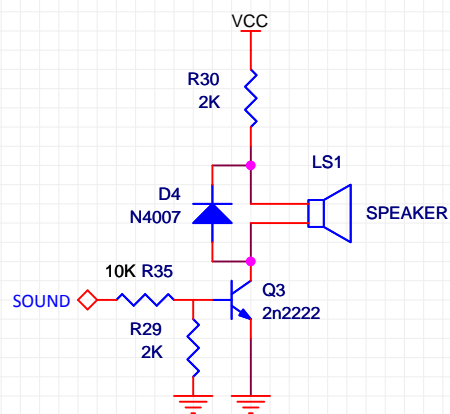 VCC
R30
2K
LS1
D4
N4007
SPEAKER
10K R35
Q3
SOUND
2n2222
R29
2K